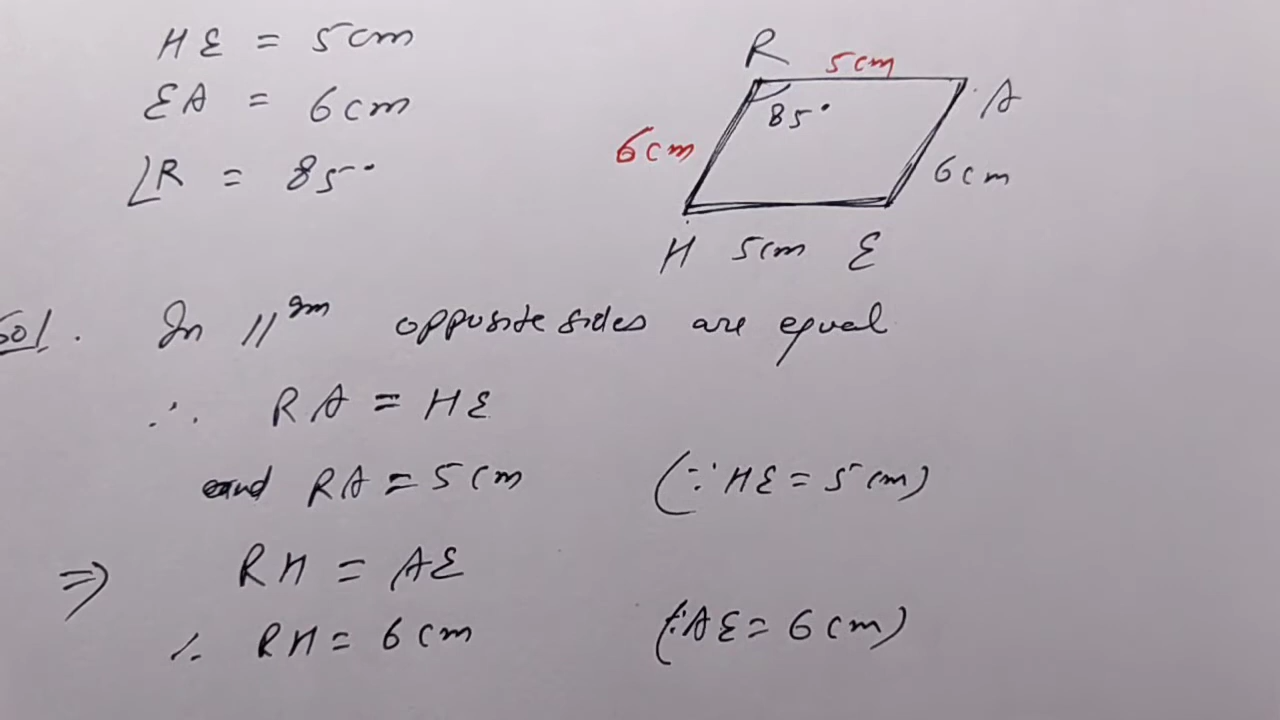 HE = 5cm
EA = 6cm
∠R = 85°
R
5cm
A
85°
6cm
6cm
H 5cm E
Sol. In ||gm opposite sides are equal
∴ RA = HE
and RA = 5cm (∵ HE = 5cm)
⇒ RH = AE
∴ RH = 6cm (∵ AE = 6cm)